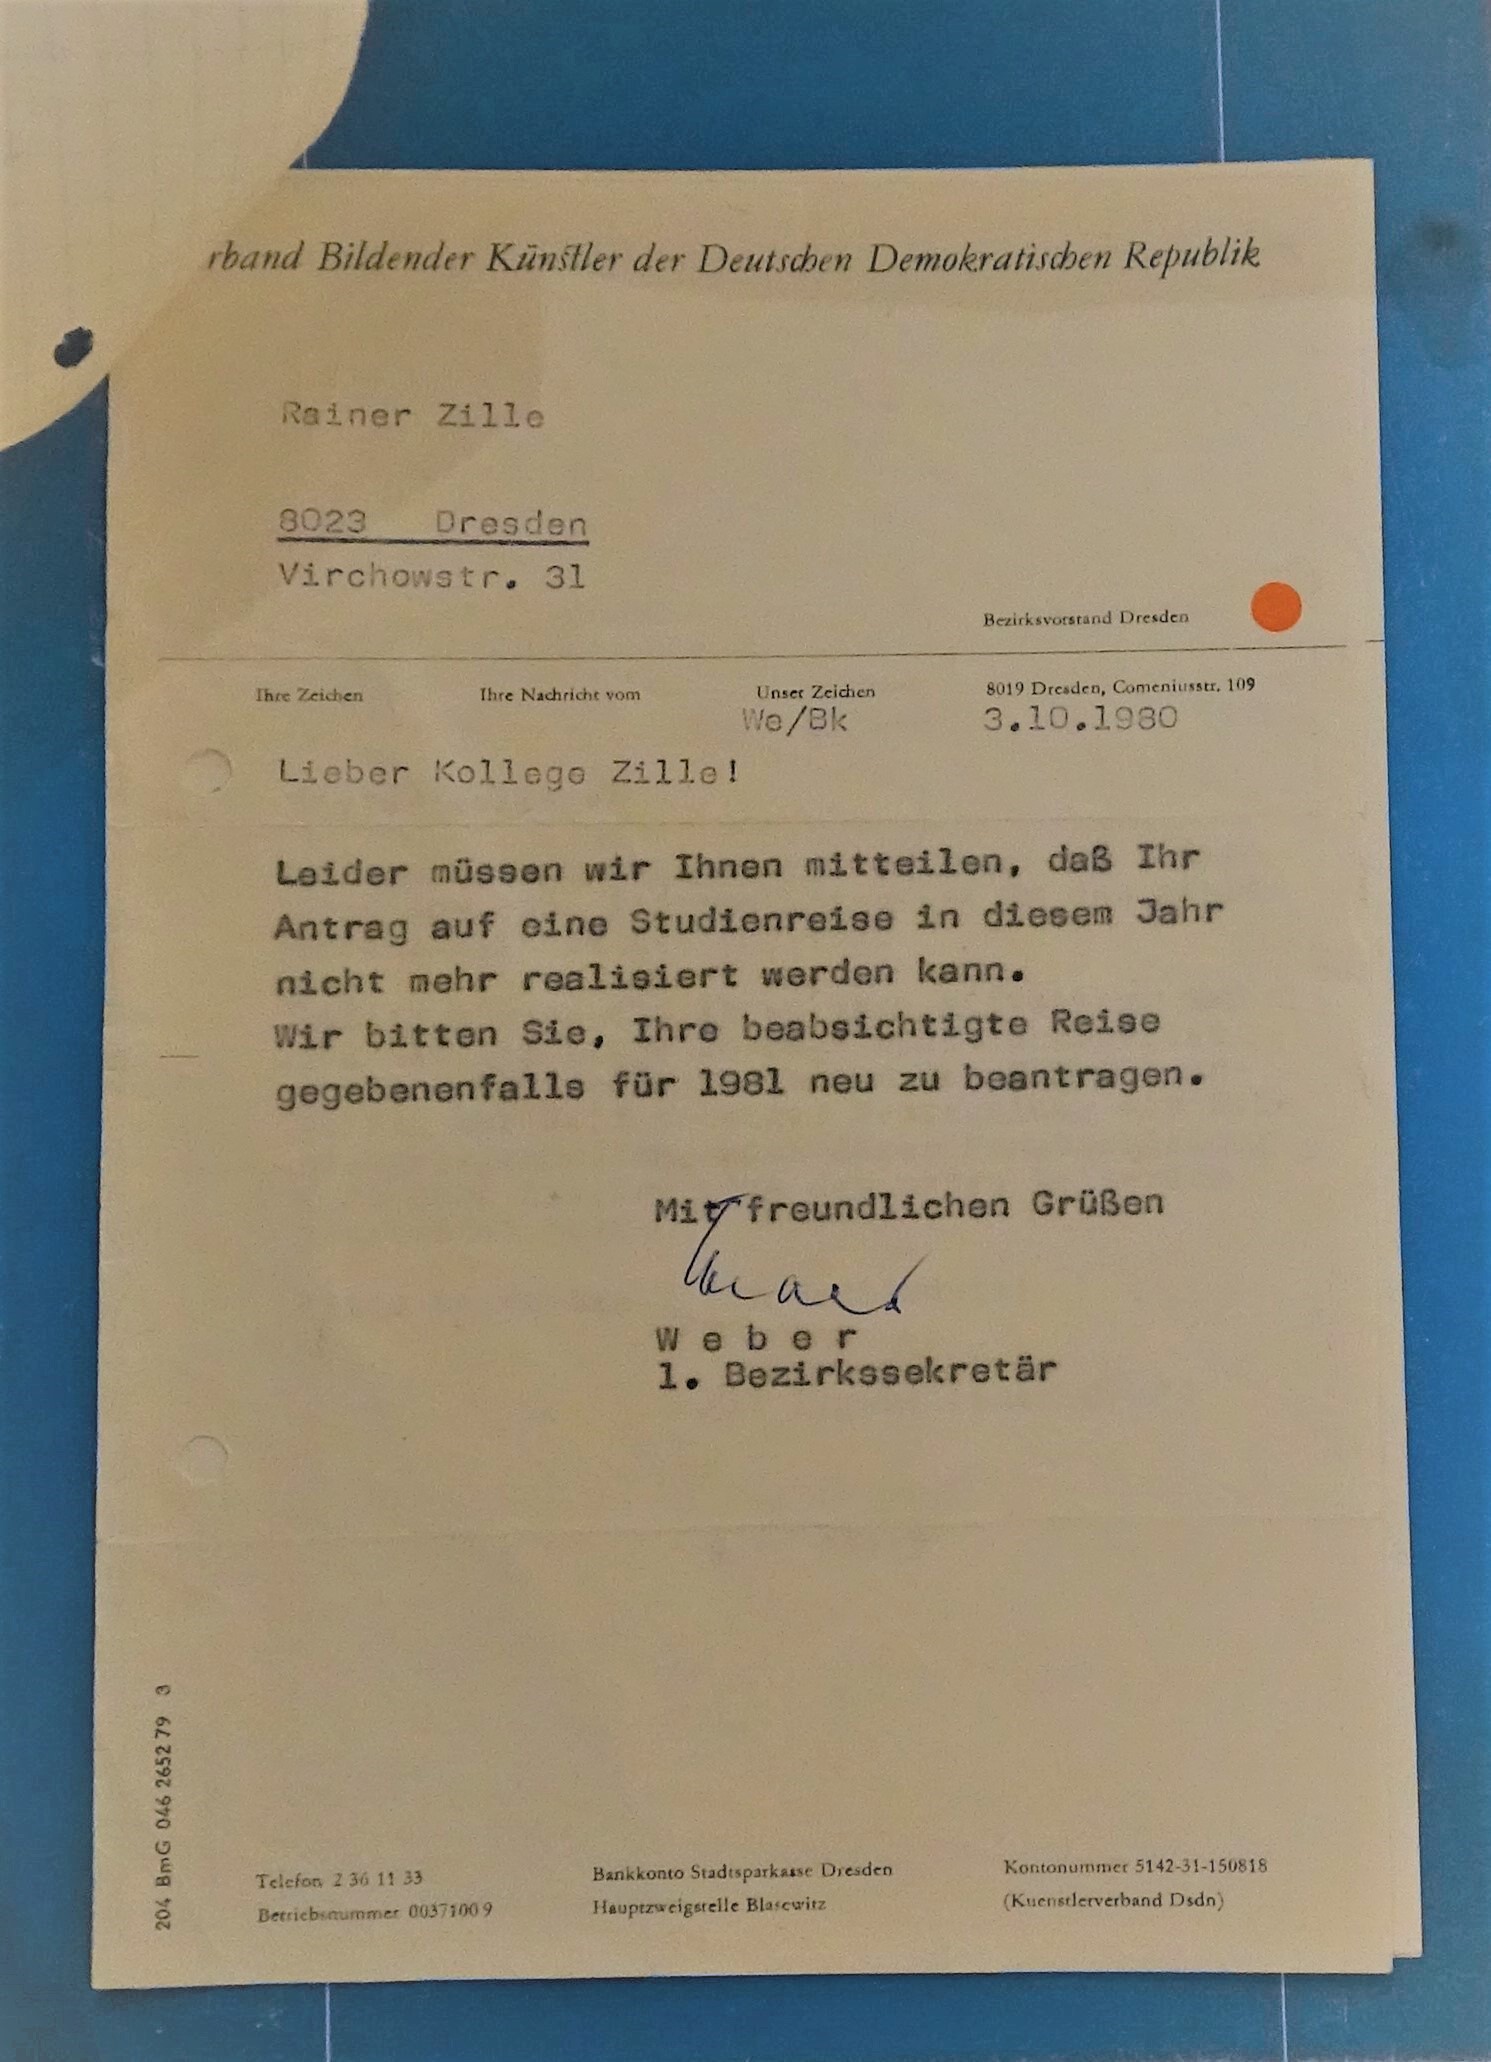 rband Bildender Künstler der Deutschen Demokratischen Republik
Rainer Zille
8023 Dresden
Virchowstr. 31
Bezirksvorstand Dresden
Ihre Zeichen Ihre Nachricht vom Unser Zeichen 8019 Dresden, Comeniusstr. 109
We/Bk 3.10.1980
Lieber Kollege Zille!
Leider müssen wir Ihnen mitteilen, daß Ihr
Antrag auf eine Studienreise in diesem Jahr
nicht mehr realisiert werden kann.
Wir bitten Sie, Ihre beabsichtigte Reise
gegebenenfalls für 1981 neu zu beantragen.
Mit freundlichen Grüßen
W e b e r
1. Bezirkssekretär
204 BmG 046 2652 79 3
Telefon 2 36 11 33 Bankkonto Stadtsparkasse Dresden Kontonummer 5142-31-150818
Betriebsnummer 0037100 9 Hauptzweigstelle Blasewitz (Kuenstlerverband Dsdn)